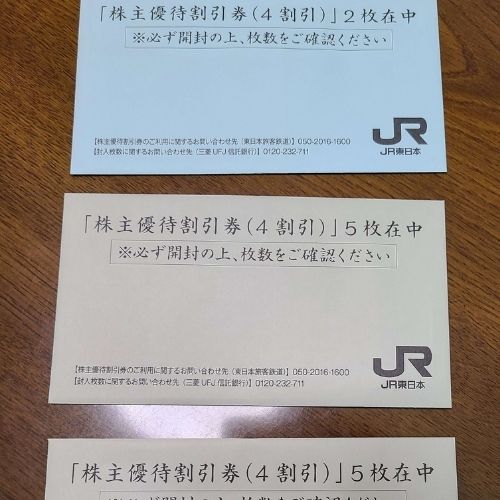 「株主優待割引券(4割引)」2枚在中
※必ず開封の上、枚数をご確認ください
【株主優待割引券のご利用に関するお問い合わせ先(東日本旅客鉄道)】050-2016-1600
【封入枚数に関するお問い合わせ先(三菱UFJ信託銀行)】0120-232-711
JR
JR東日本
「株主優待割引券(4割引)」5枚在中
※必ず開封の上、枚数をご確認ください
【株主優待割引券のご利用に関するお問い合わせ先(東日本旅客鉄道)】050-2016-1600
【封入枚数に関するお問い合わせ先(三菱UFJ信託銀行)】0120-232-711
JR
JR東日本
「株主優待割引券(4割引)」5枚在中